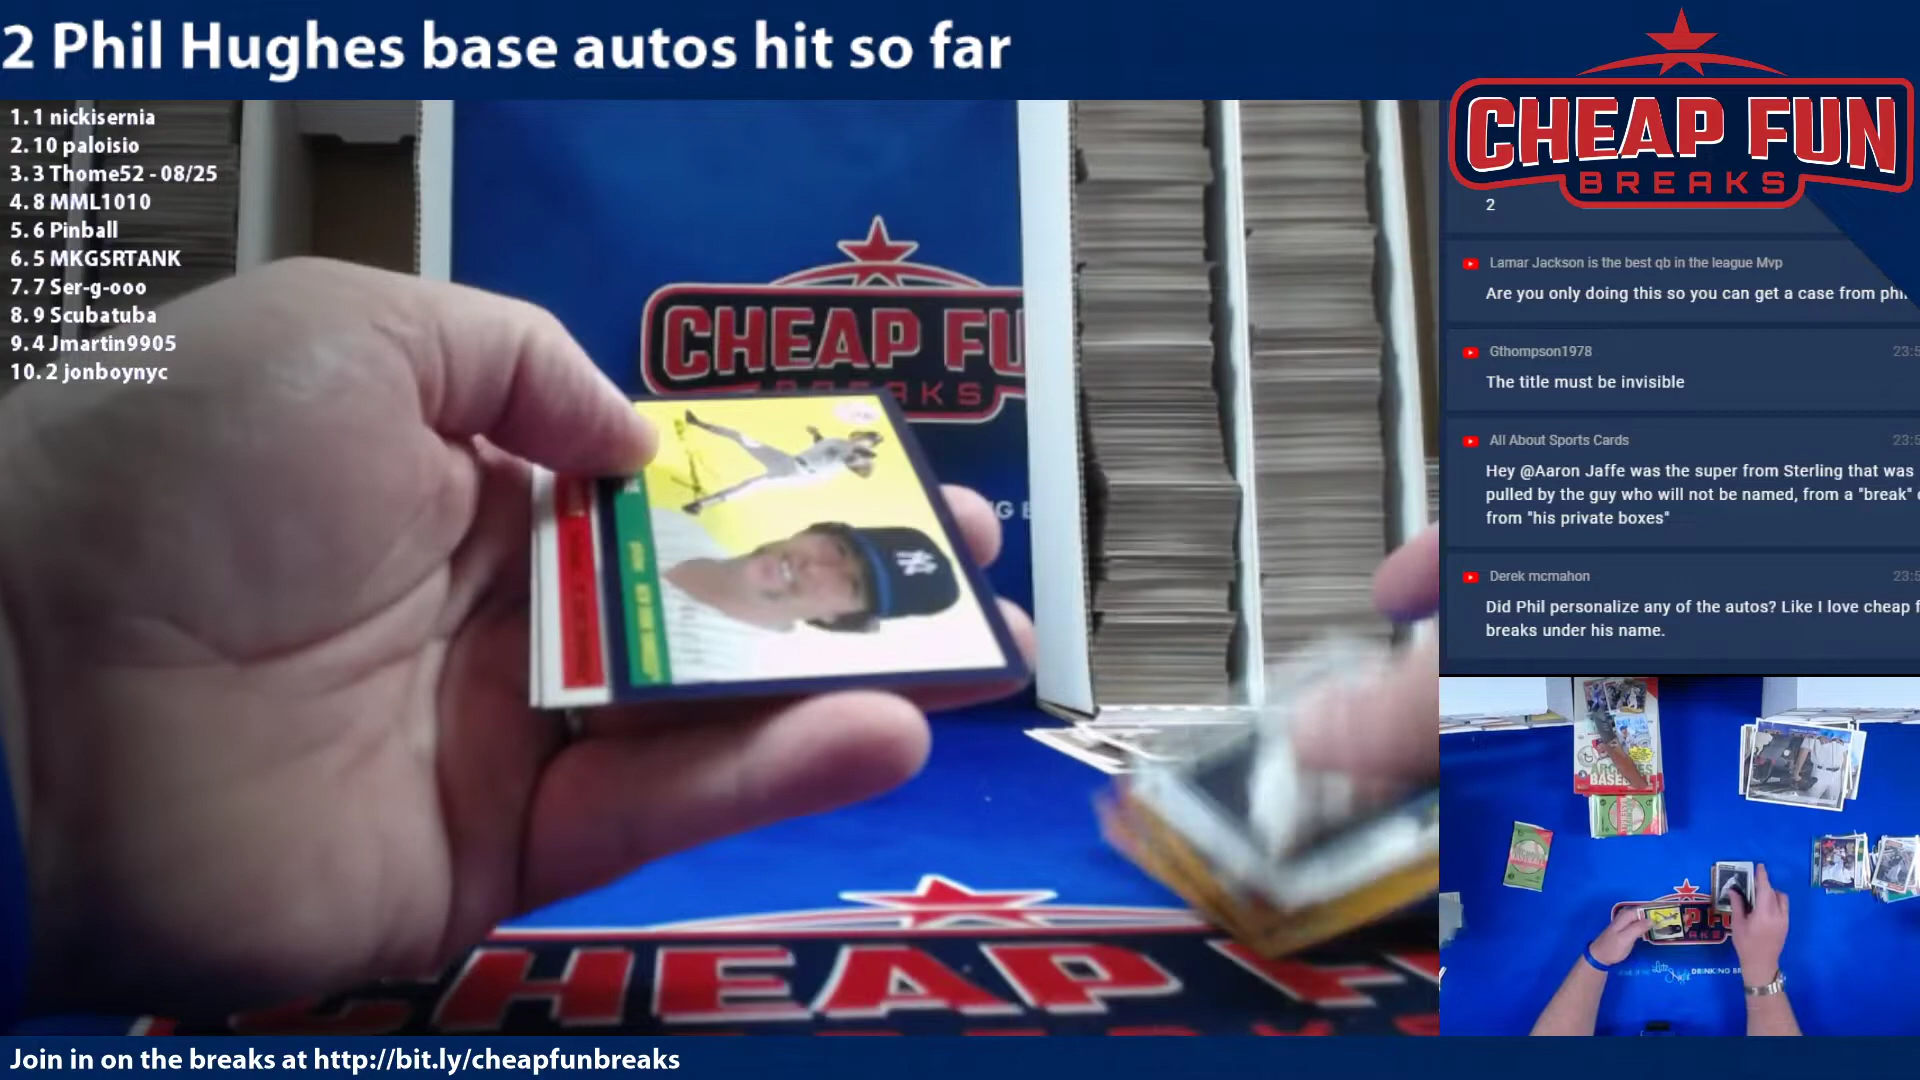 2 Phil Hughes base autos hit so far
CHEAP FUN
BREAKS
1. 1 nickisernia
2. 10 paloisio
3. 3 Thome52 - 08/25
4. 8 MML1010
5. 6 Pinball
6. 5 MKGSRTANK
7. 7 Ser-g-ooo
8. 9 Scubatuba
9. 4 Jmartin9905
10. 2 jonboynyc
2
Lamar Jackson is the best qb in the league Mvp
Are you only doing this so you can get a case from
Gthompson1978
The title must be invisible
All About Sports Cards
Hey @Aaron Jaffe was the super from Sterling that was
pulled by the guy who will not be named, from a "break"
from "his private boxes"
Derek mcmahon
Did Phil personalize any of the autos? Like I love cheap
breaks under his name.
CHEAP FU
BREAKS
CHEAP F
BASEBALL
DRINKING
Join in on the breaks at http://bit.ly/cheapfunbreaks